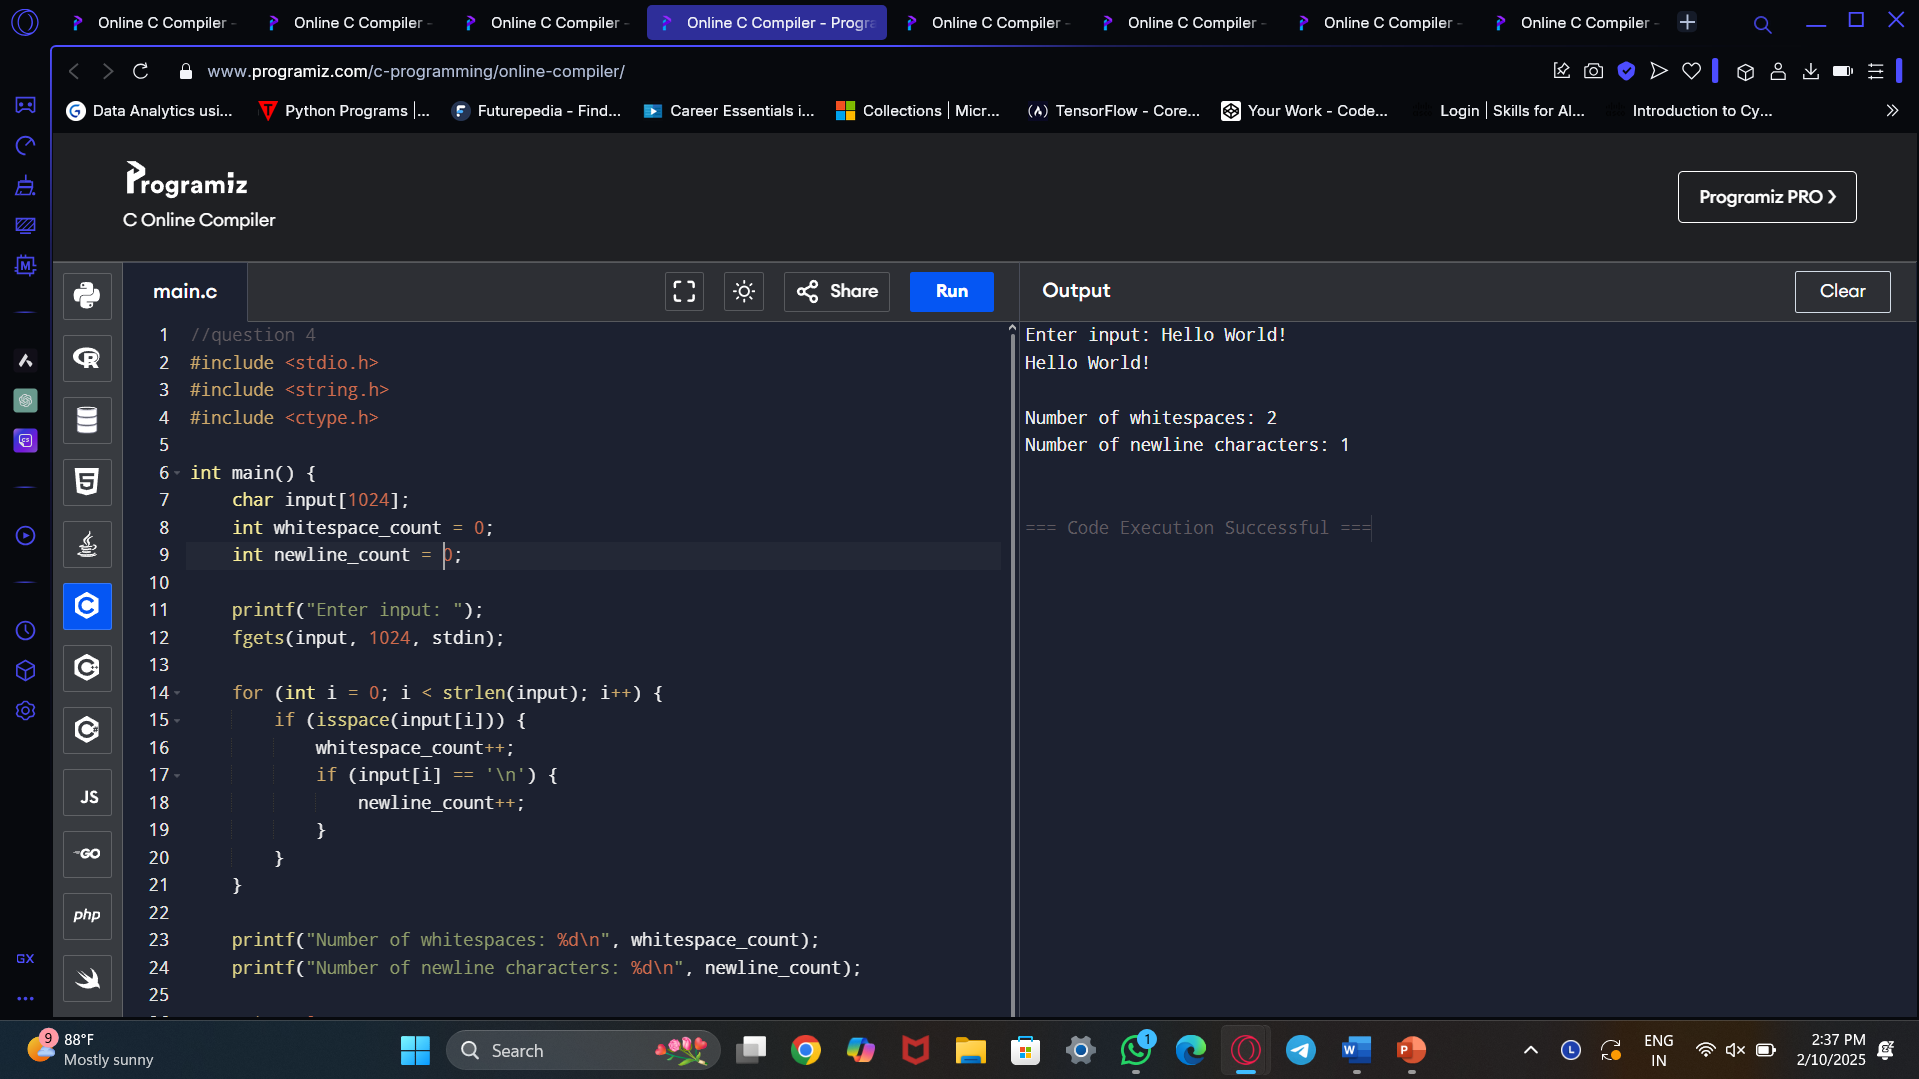 Online C Compiler -
Online C Compiler -
Online C Compiler -
Online C Compiler - Progra
Online C Compiler -
Online C Compiler -
Online C Compiler -
Online C Compiler -
www.programiz.com/c-programming/online-compiler/
Data Analytics usi...
Python Programs |...
Futurepedia - Find...
Career Essentials i...
Collections | Micr...
TensorFlow - Core...
Your Work - Code...
Login | Skills for AI...
Introduction to Cy...
Programiz
C Online Compiler
Programiz PRO
main.c
Share
Run
Output
Clear
1 //question 4
2 #include <stdio.h>
3 #include <string.h>
4 #include <ctype.h>
5
6 int main() {
7     char input[1024];
8     int whitespace_count = 0;
9     int newline_count = 0;
10
11     printf("Enter input: ");
12     fgets(input, 1024, stdin);
13
14     for (int i = 0; i < strlen(input); i++) {
15         if (isspace(input[i])) {
16             whitespace_count++;
17             if (input[i] == '\n') {
18                 newline_count++;
19             }
20         }
21     }
22
23     printf("Number of whitespaces: %d\n", whitespace_count);
24     printf("Number of newline characters: %d\n", newline_count);
25
Enter input: Hello World!
Hello World!
Number of whitespaces: 2
Number of newline characters: 1
=== Code Execution Successful ===
JS
GO
php
GX
M
9
88°F
Mostly sunny
Search
1
L
ENG
IN
2:37 PM
2/10/2025